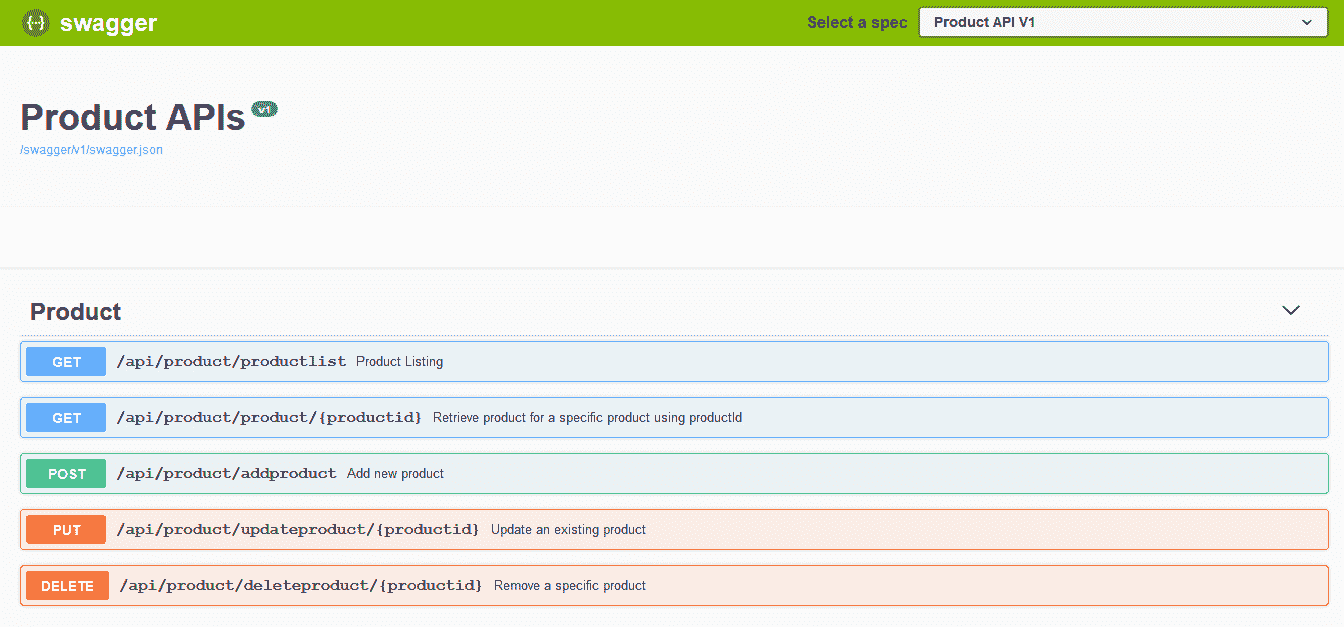 {···} swagger Select a spec Product API V1
Product APIs v1
/swagger/v1/swagger.json
Product
GET /api/product/productlist Product Listing
GET /api/product/product/{productid} Retrieve product for a specific product using productId
POST /api/product/addproduct Add new product
PUT /api/product/updateproduct/{productid} Update an existing product
DELETE /api/product/deleteproduct/{productid} Remove a specific product